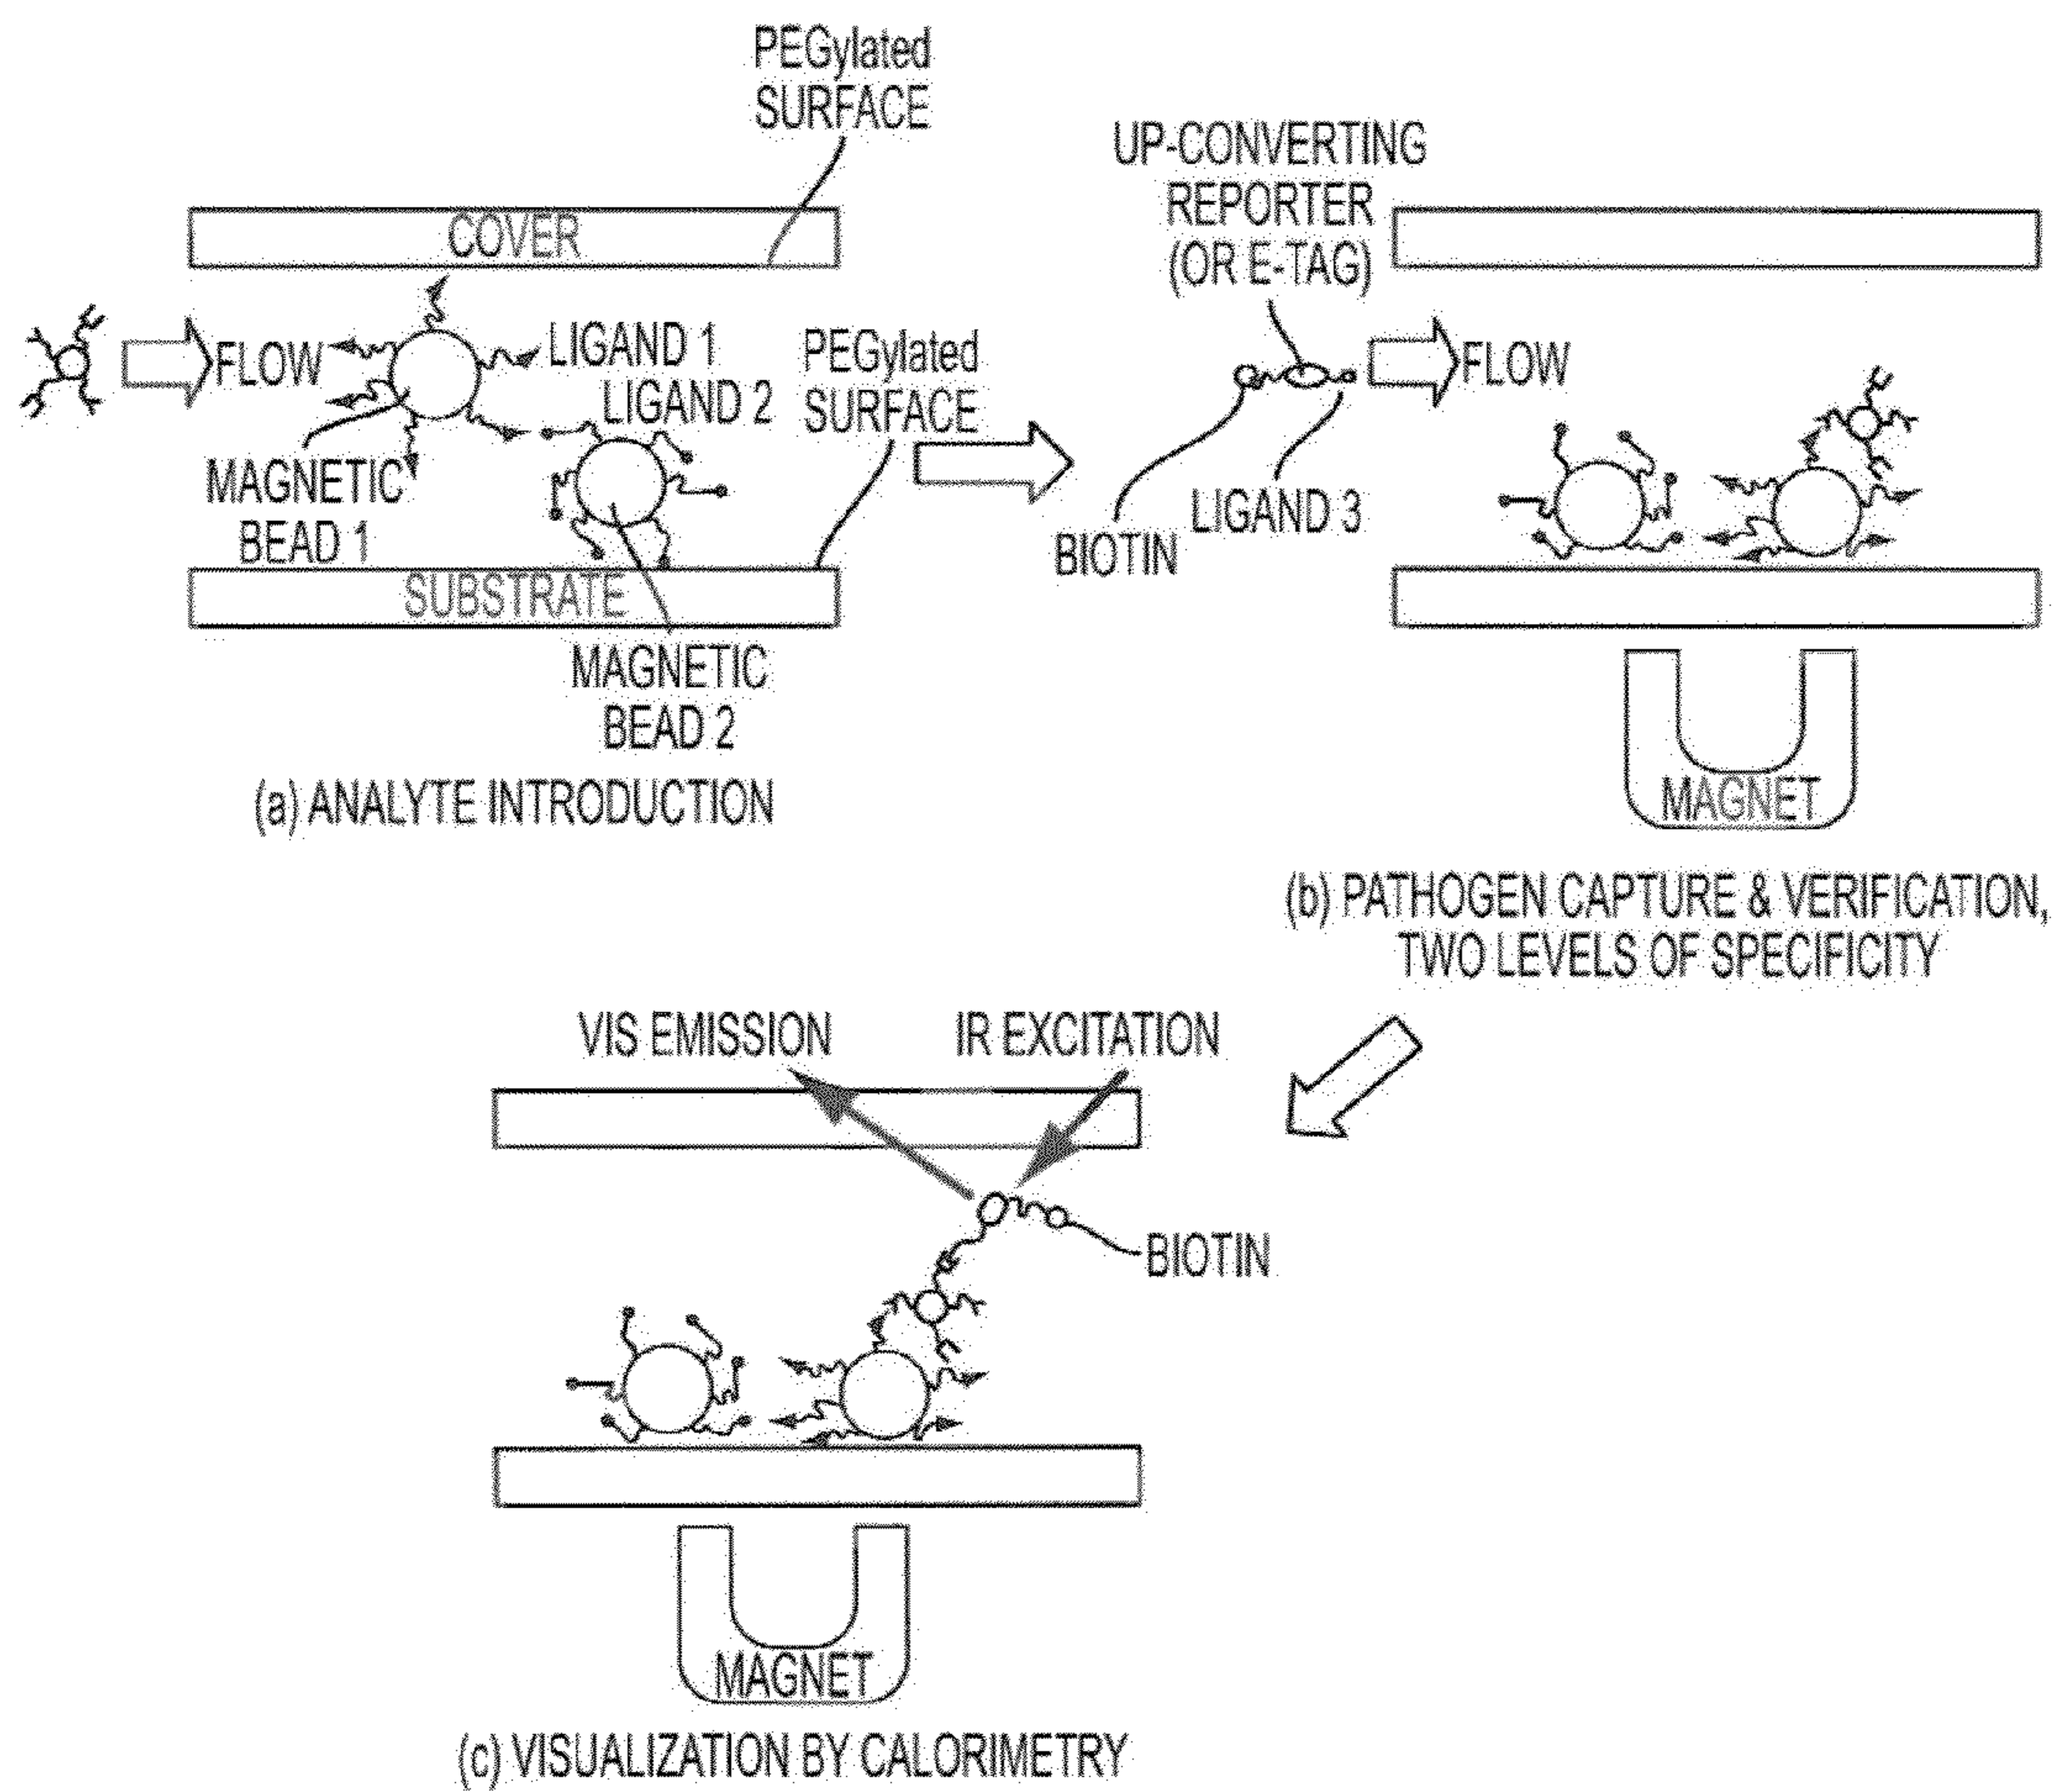 PEGylated
SURFACE
COVER
FLOW
LIGAND 1
LIGAND 2
MAGNETIC
BEAD 1
PEGylated
SURFACE
SUBSTRATE
MAGNETIC
BEAD 2
(a) ANALYTE INTRODUCTION
UP-CONVERTING
REPORTER
(OR E-TAG)
FLOW
LIGAND 3
BIOTIN
MAGNET
(b) PATHOGEN CAPTURE & VERIFICATION,
TWO LEVELS OF SPECIFICITY
VIS EMISSION
IR EXCITATION
BIOTIN
MAGNET
(c) VISUALIZATION BY CALORIMETRY